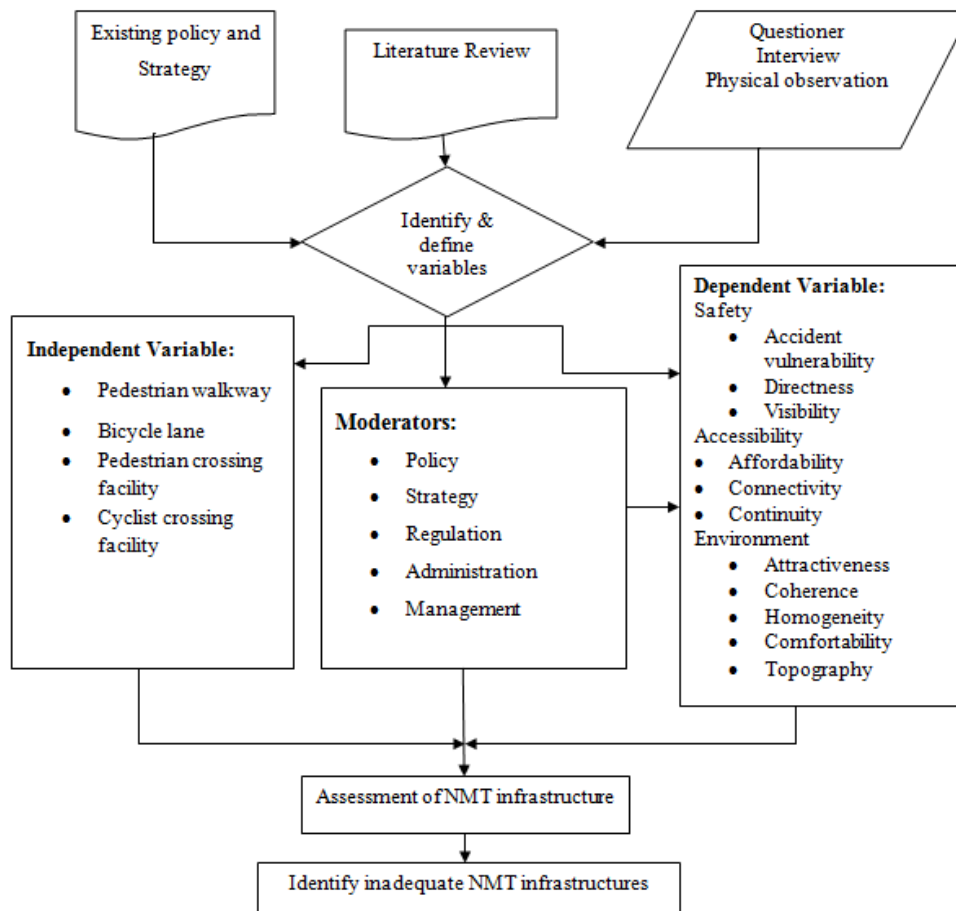 Existing policy and
Strategy
Literature Review
Questioner
Interview
Physical observation
Identify &
define
variables
Independent Variable:
• Pedestrian walkway
• Bicycle lane
• Pedestrian crossing
facility
• Cyclist crossing
facility
Moderators:
• Policy
• Strategy
• Regulation
• Administration
• Management
Dependent Variable:
Safety
• Accident
vulnerability
• Directness
• Visibility
Accessibility
• Affordability
• Connectivity
• Continuity
Environment
• Attractiveness
• Coherence
• Homogeneity
• Comfortability
• Topography
Assessment of NMT infrastructure
Identify inadequate NMT infrastructures